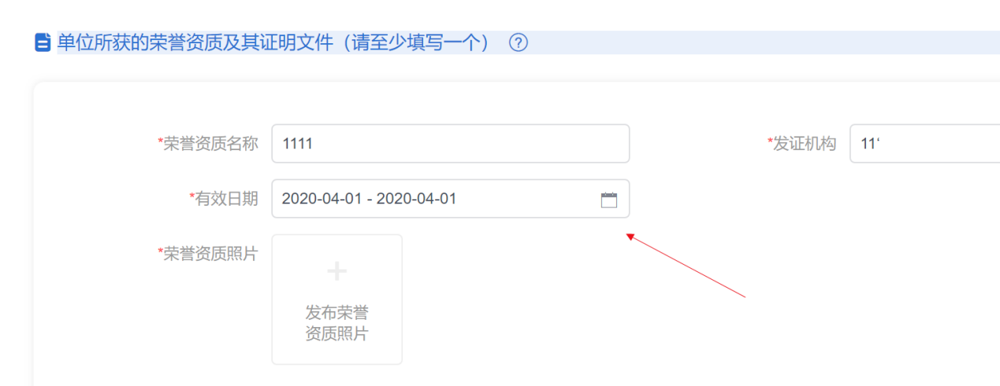 单位所获的荣誉资质及其证明文件（请至少填写一个） ?
*荣誉资质名称 1111 *发证机构 11‘
*有效日期 2020-04-01 - 2020-04-01
*荣誉资质照片
+
发布荣誉
资质照片